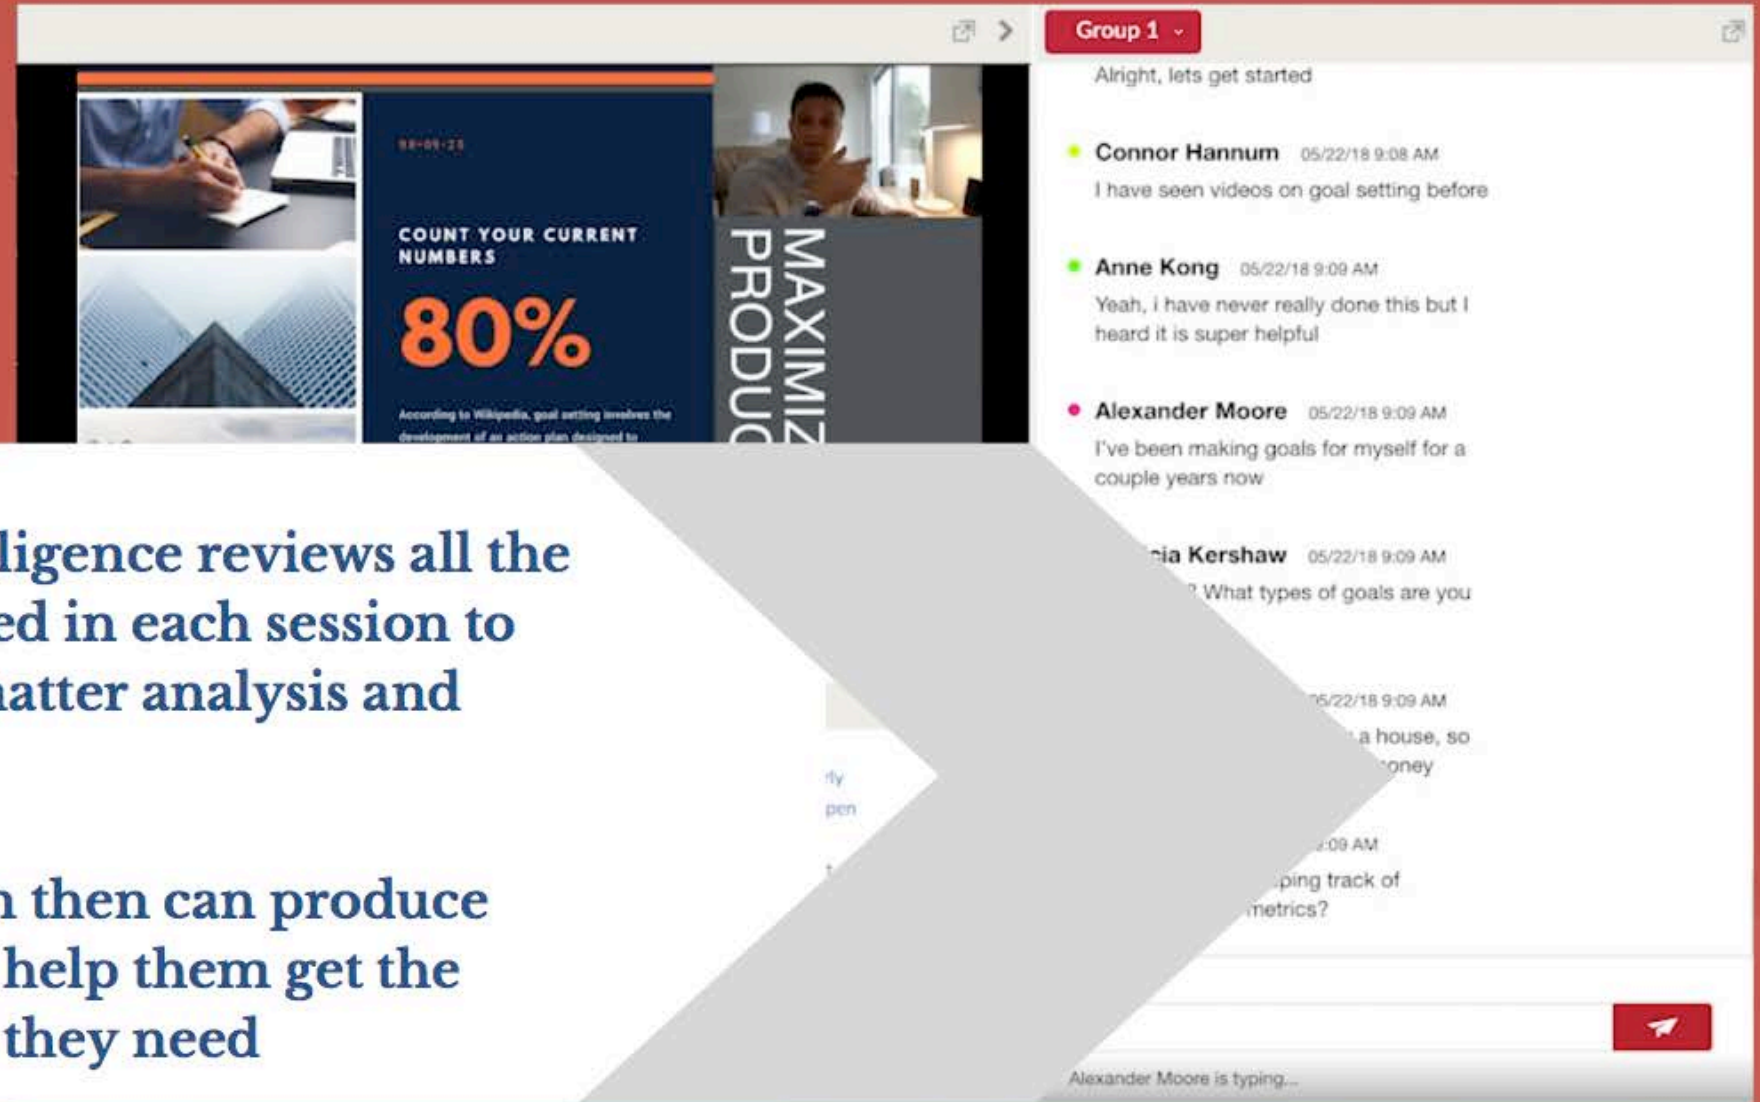 Group 1
Alright, lets get started
COUNT YOUR CURRENT
NUMBERS
80%
According to Wikipedia, goal setting involves the
development of an action plan designed to
MAXIMIZ
PRODUC
Connor Hannum 05/22/18 9:08 AM
I have seen videos on goal setting before
Anne Kong 05/22/18 9:09 AM
Yeah, i have never really done this but I
heard it is super helpful
Alexander Moore 05/22/18 9:09 AM
I've been making goals for myself for a
couple years now
cia Kershaw 05/22/18 9:09 AM
? What types of goals are you
05/22/18 9:09 AM
a house, so
oney
:09 AM
ping track of
metrics?
Alexander Moore is typing...
ligence reviews all the
ed in each session to
natter analysis and
rly
pen
n then can produce
help them get the
they need